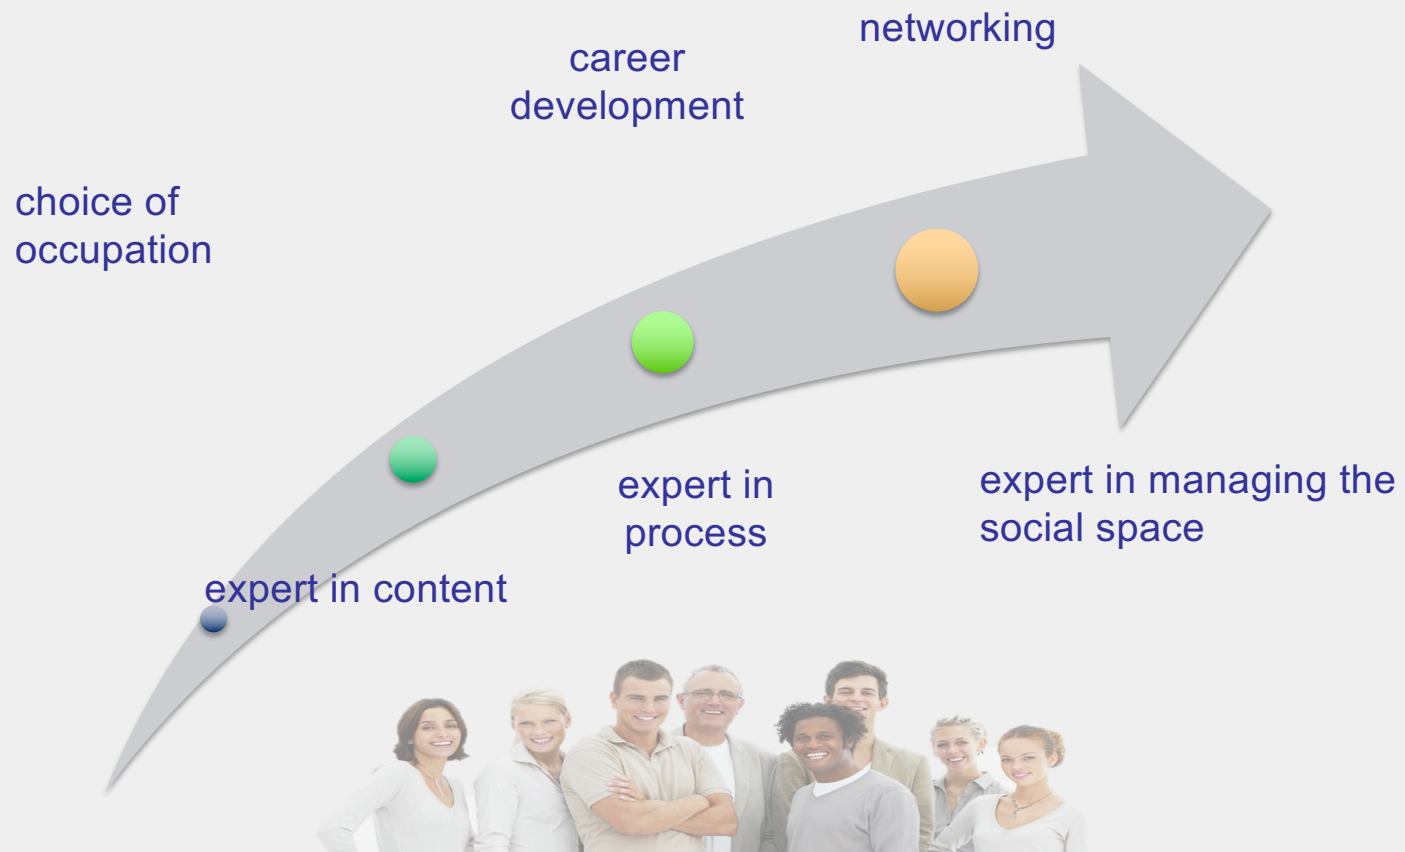 networking
career
development
choice of
occupation
expert in
process
expert in managing the
social space
expert in content